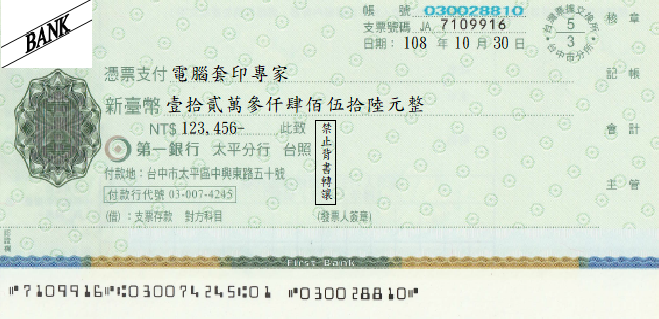 BANK
帳 號 030028810
支票號碼 JA 7109916
日期: 108 年 10 月 30 日
台灣票據交換所
5
3
台中市分所
核 章
憑票支付 電腦套印專家
記 帳
新臺幣 壹拾貳萬參仟肆佰伍拾陸元整
NT$ 123,456- 此致
禁止背書轉讓
會 計
第一銀行 太平分行 台照
付款地:台中市太平區中興東路五十號
主 管
付款行代號 03-007-4245
(借):支票存款 對方科目 (發票人簽章)
First Bank
⑈7109916⑈⑆030074245⑆01 ⑈030028810⑈